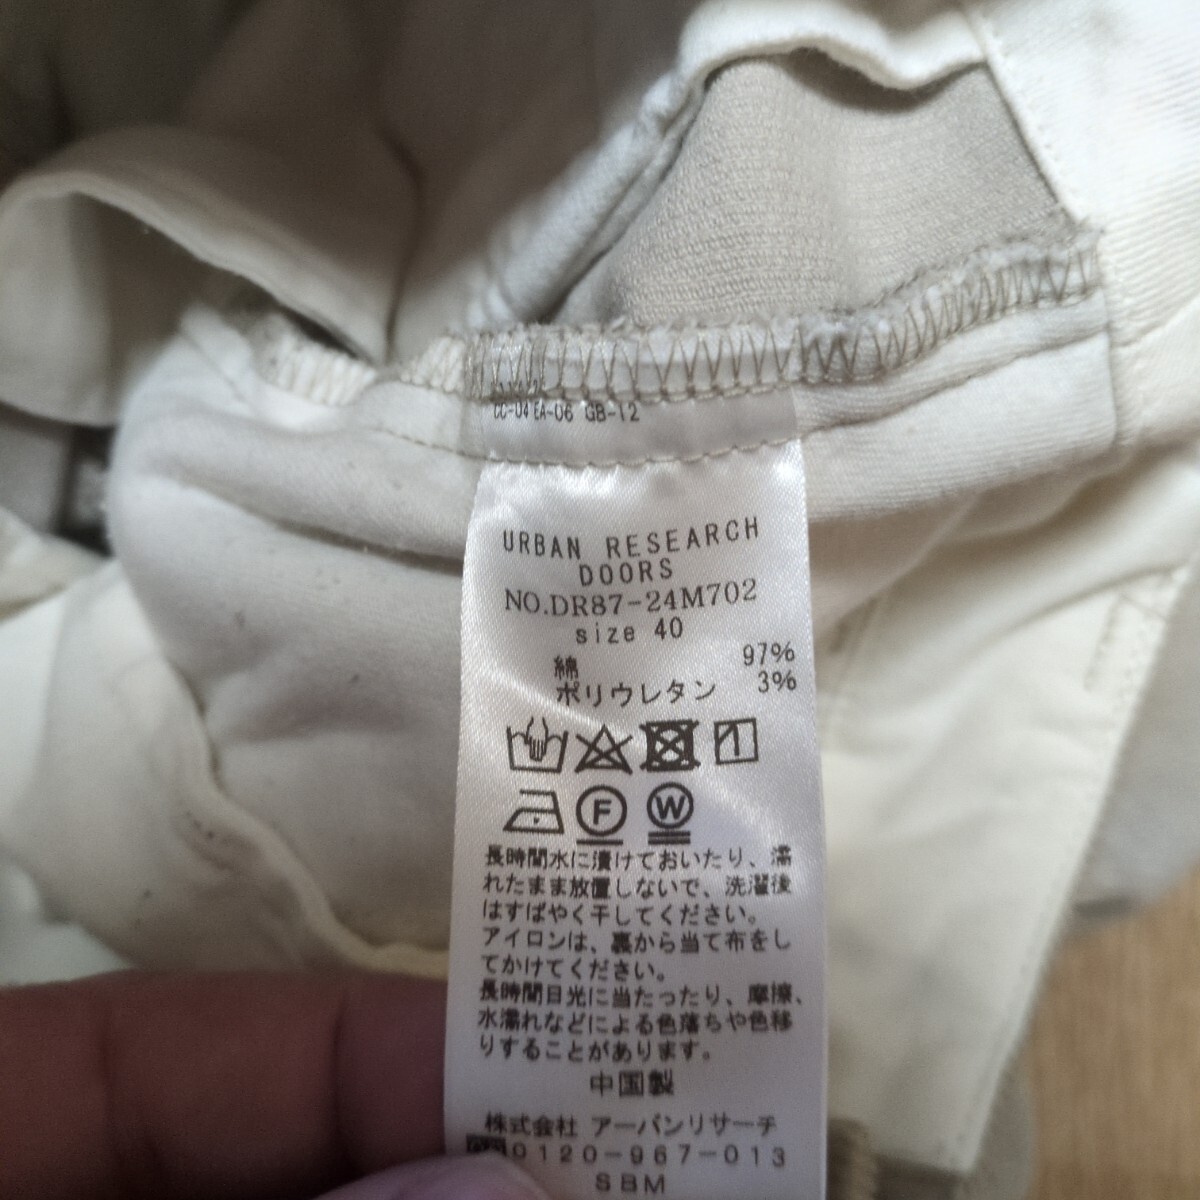 CC-04 EA-06 GB-12
URBAN RESEARCH
DOORS
NO.DR87-24M702
size 40
綿 97%
ポリウレタン 3%
F W
長時間水に漬けておいたり、濡
れたまま放置しないで、洗濯後
はすばやく干してください。
アイロンは、裏から当て布をし
てかけてください。
長時間日光に当たったり、摩擦、
水濡れなどによる色落ちや色移
りすることがあります。
中国製
株式会社 アーバンリサーチ
0120-967-013
SBM